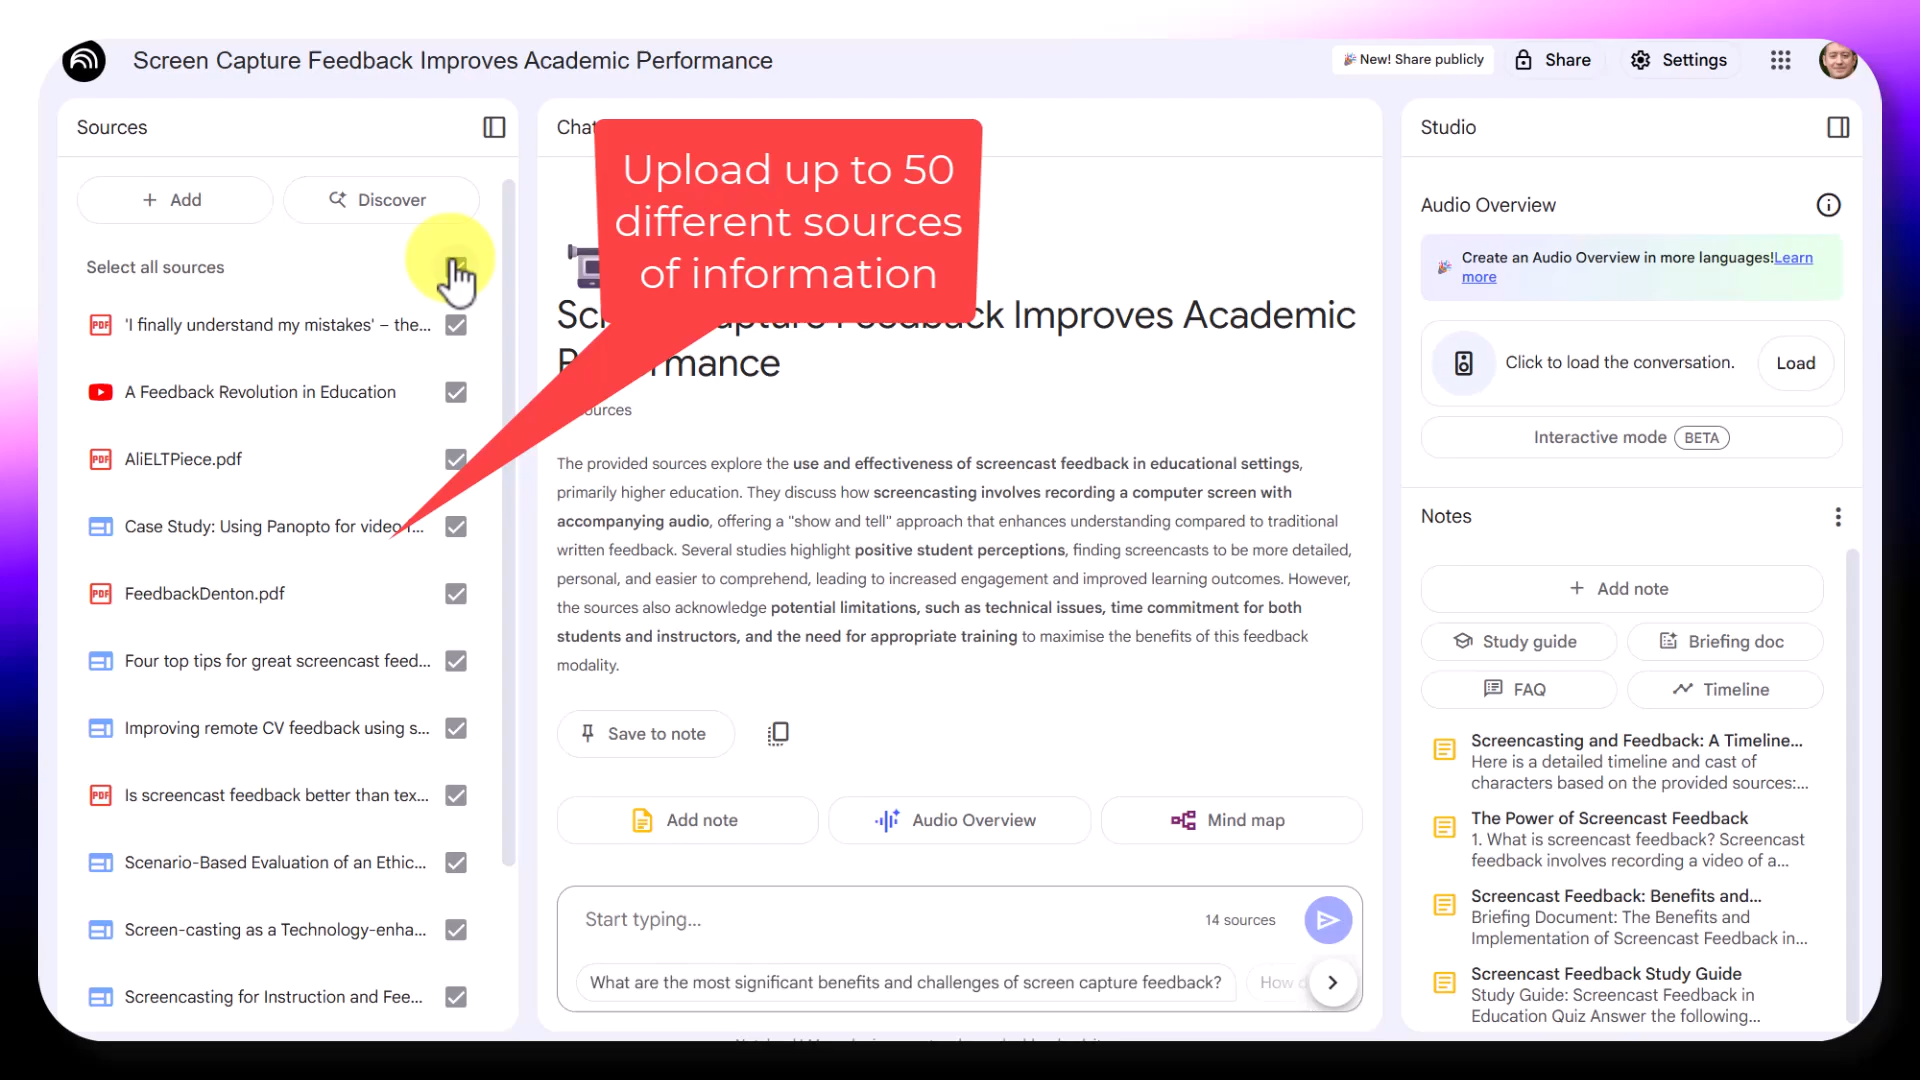 Screen Capture Feedback Improves Academic Performance
New! Share publicly
Share
Settings
Sources
Add
Discover
Select all sources
'I finally understand my mistakes' – the...
A Feedback Revolution in Education
AliELTPiece.pdf
Case Study: Using Panopto for video f...
FeedbackDenton.pdf
Four top tips for great screencast feed...
Improving remote CV feedback using s...
Is screencast feedback better than tex...
Scenario-Based Evaluation of an Ethic...
Screen-casting as a Technology-enha...
Screencasting for Instruction and Fee...
Chat
Upload up to 50
different sources
of information
Screen Capture Feedback Improves Academic
Performance
sources
The provided sources explore the use and effectiveness of screencast feedback in educational settings,
primarily higher education. They discuss how screencasting involves recording a computer screen with
accompanying audio, offering a "show and tell" approach that enhances understanding compared to traditional
written feedback. Several studies highlight positive student perceptions, finding screencasts to be more detailed,
personal, and easier to comprehend, leading to increased engagement and improved learning outcomes. However,
the sources also acknowledge potential limitations, such as technical issues, time commitment for both
students and instructors, and the need for appropriate training to maximise the benefits of this feedback
modality.
Save to note
Add note
Audio Overview
Mind map
Start typing...
14 sources
What are the most significant benefits and challenges of screen capture feedback?
How
Studio
Audio Overview
Create an Audio Overview in more languages!Learn
more
Click to load the conversation.
Load
Interactive mode BETA
Notes
Add note
Study guide
Briefing doc
FAQ
Timeline
Screencasting and Feedback: A Timeline...
Here is a detailed timeline and cast of
characters based on the provided sources:...
The Power of Screencast Feedback
1. What is screencast feedback? Screencast
feedback involves recording a video of a...
Screencast Feedback: Benefits and...
Briefing Document: The Benefits and
Implementation of Screencast Feedback in...
Screencast Feedback Study Guide
Study Guide: Screencast Feedback in
Education Quiz Answer the following...